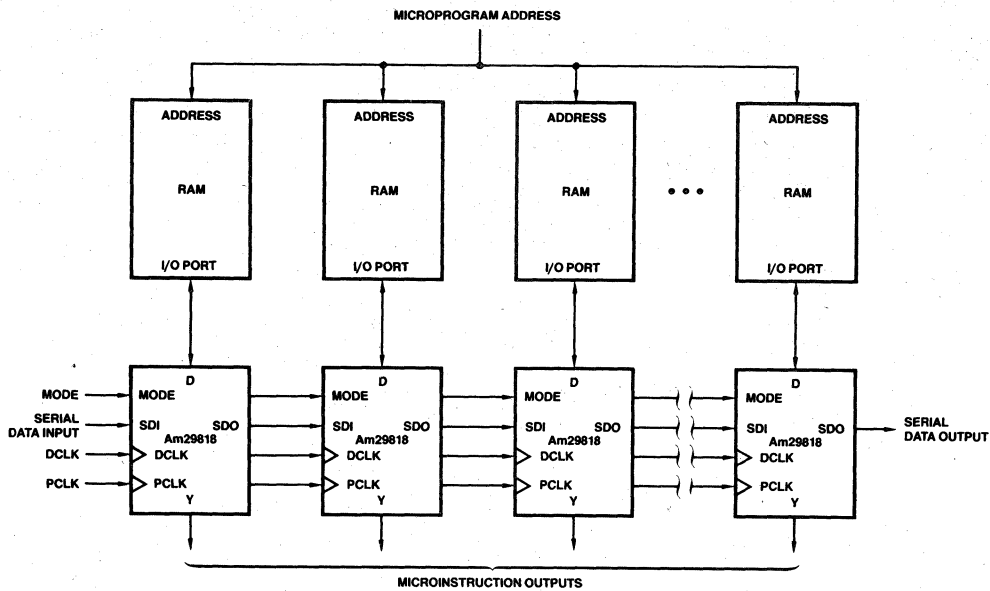 MICROPROGRAM ADDRESS
ADDRESS ADDRESS ADDRESS ADDRESS
RAM RAM RAM • • • RAM
I/O PORT I/O PORT I/O PORT I/O PORT
D D D D
MODE MODE MODE MODE MODE
SERIAL
DATA INPUT
SDI SDO SDI SDO SDI SDO SDI SDO
SERIAL
DATA OUTPUT
Am29818 Am29818 Am29818 Am29818
DCLK DCLK DCLK DCLK DCLK
PCLK PCLK PCLK PCLK PCLK
Y Y Y Y
MICROINSTRUCTION OUTPUTS